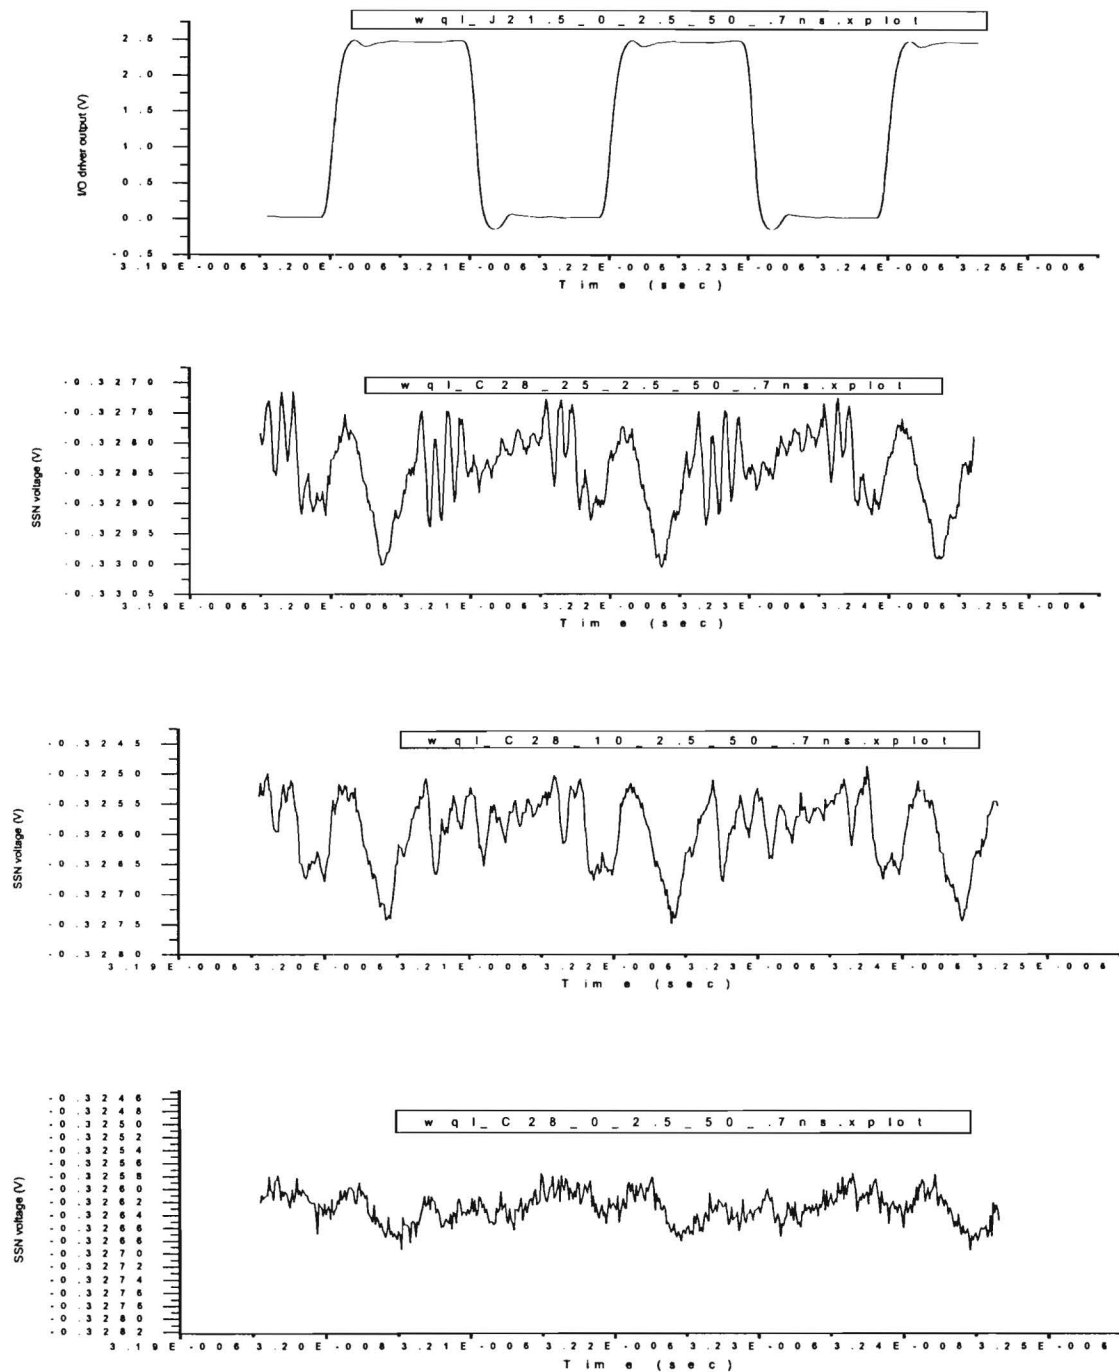 wql_J21.5_0_2.5_50_.7ns.xplot
I/O driver output (V)
2.5
2.0
1.5
1.0
0.5
0.0
-0.5
3.19E-006 3.20E-006 3.21E-006 3.22E-006 3.23E-006 3.24E-006 3.25E-006
Time (sec)
wql_C28_25_2.5_50_.7ns.xplot
SSN voltage (V)
-0.3270
-0.3275
-0.3280
-0.3285
-0.3290
-0.3295
-0.3300
-0.3305
3.19E-006 3.20E-006 3.21E-006 3.22E-006 3.23E-006 3.24E-006 3.25E-006
Time (sec)
wql_C28_10_2.5_50_.7ns.xplot
SSN voltage (V)
-0.3245
-0.3250
-0.3255
-0.3260
-0.3265
-0.3270
-0.3275
-0.3280
3.19E-006 3.20E-006 3.21E-006 3.22E-006 3.23E-006 3.24E-006 3.25E-006
Time (sec)
wql_C28_0_2.5_50_.7ns.xplot
SSN voltage (V)
-0.3246
-0.3248
-0.3250
-0.3252
-0.3254
-0.3256
-0.3258
-0.3260
-0.3262
-0.3264
-0.3266
-0.3270
-0.3272
-0.3274
-0.3276
-0.3280
-0.3282
3.19E-006 3.20E-006 3.21E-006 3.22E-006 3.23E-006 3.24E-006 3.25E-006
Time (sec)